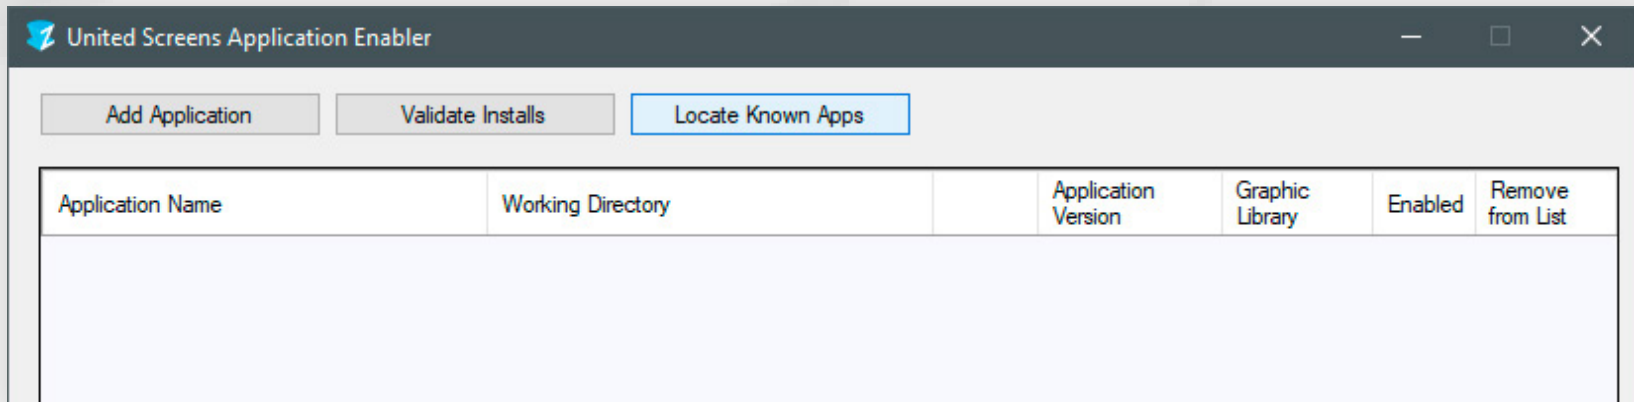 United Screens Application Enabler
Add Application
Validate Installs
Locate Known Apps
Application Name
Working Directory
Application
Version
Graphic
Library
Enabled
Remove
from List